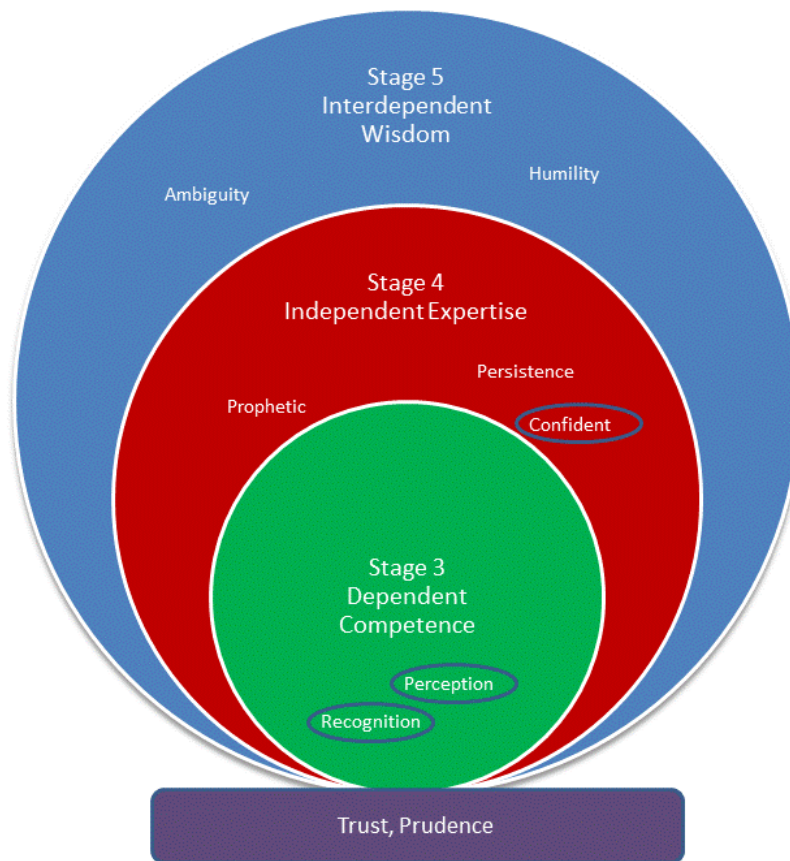 Stage 5
Interdependent
Wisdom
Humility
Ambiguity
Stage 4
Independent Expertise
Persistence
Prophetic
Confident
Stage 3
Dependent
Competence
Perception
Recognition
Trust, Prudence